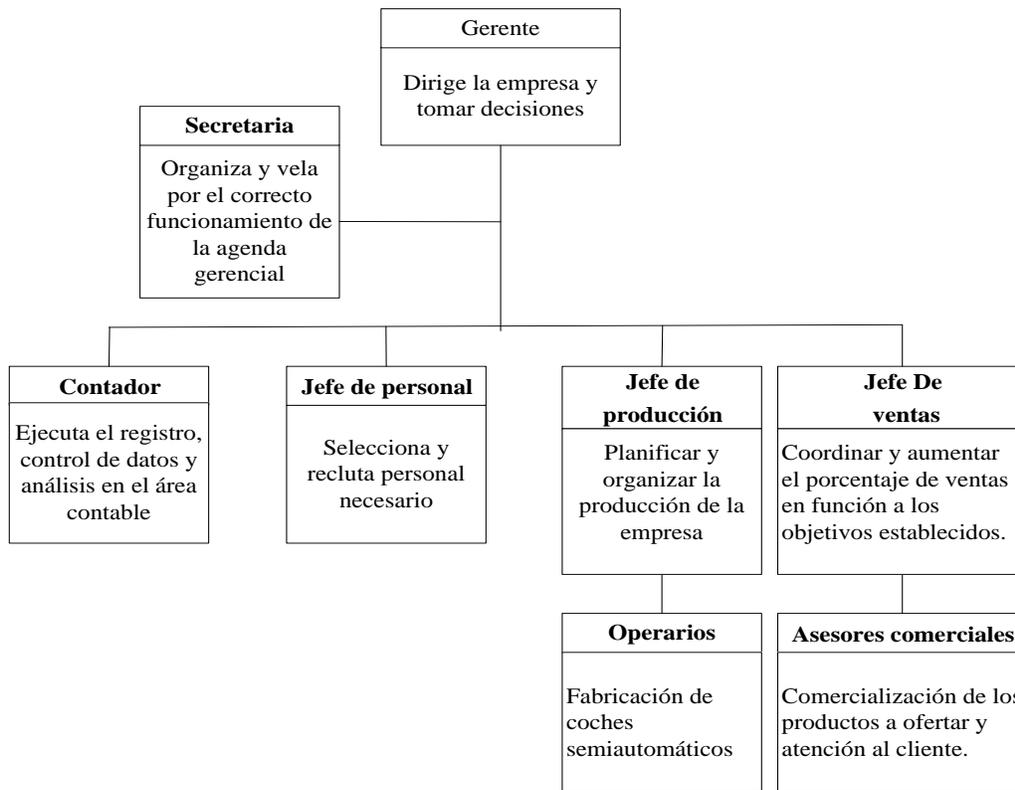 Gerente
Dirige la empresa y
tomar decisiones
Secretaria
Organiza y vela
por el correcto
funcionamiento de
la agenda
gerencial
Contador
Ejecuta el registro,
control de datos y
análisis en el área
contable
Jefe de personal
Selecciona y
recluta personal
necesario
Jefe de
producción
Planificar y
organizar la
producción de la
empresa
Jefe De
ventas
Coordinar y aumentar
el porcentaje de ventas
en función a los
objetivos establecidos.
Operarios
Fabricación de
coches
semiautomáticos
Asesores comerciales
Comercialización de los
productos a ofertar y
atención al cliente.